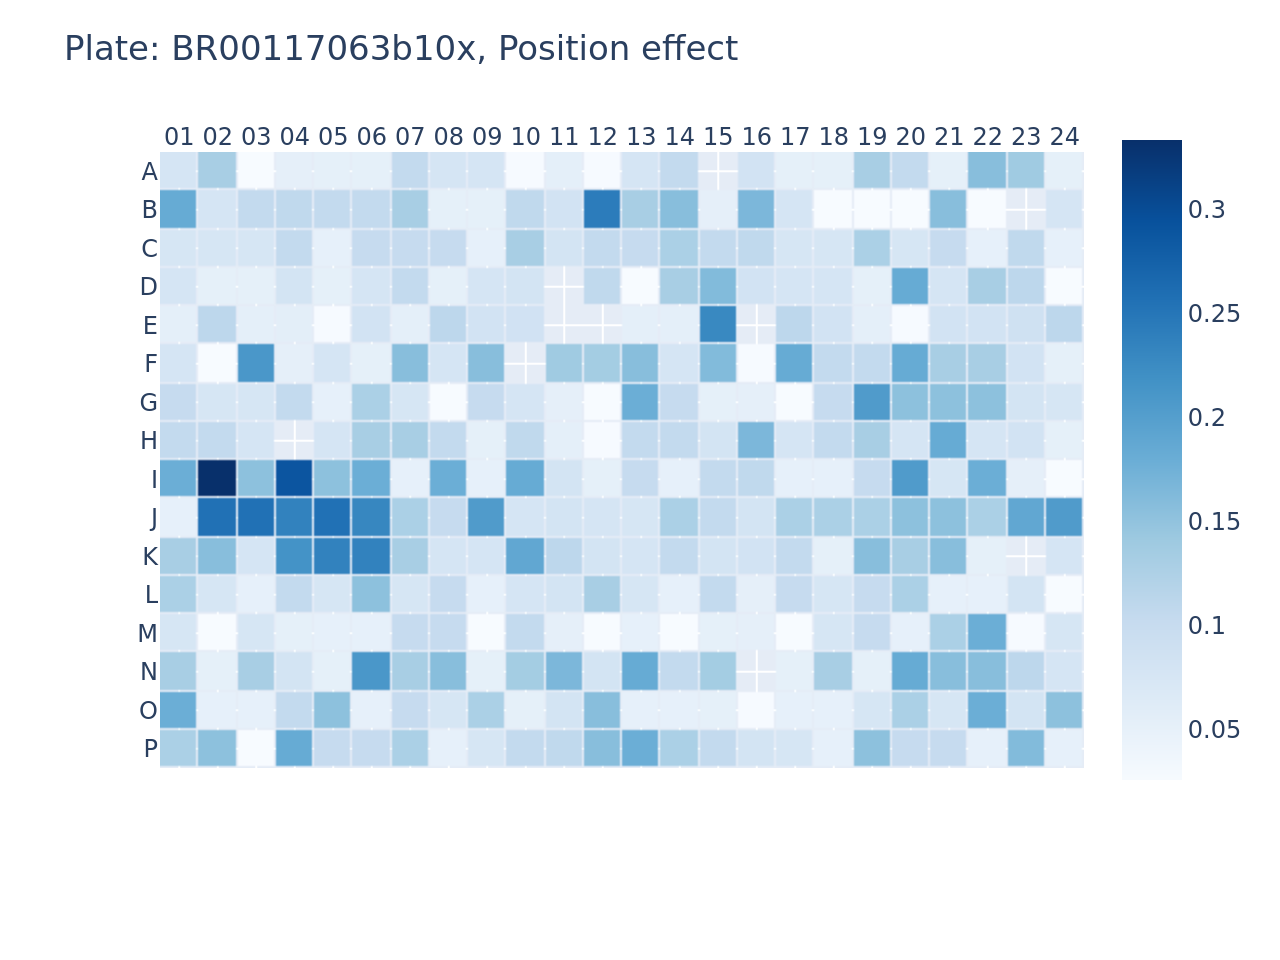 Plate: BR00117063b10x, Position effect
01 02 03 04 05 06 07 08 09 10 11 12 13 14 15 16 17 18 19 20 21 22 23 24
A
B
C
D
E
F
G
H
I
J
K
L
M
N
O
P
0.3
0.25
0.2
0.15
0.1
0.05